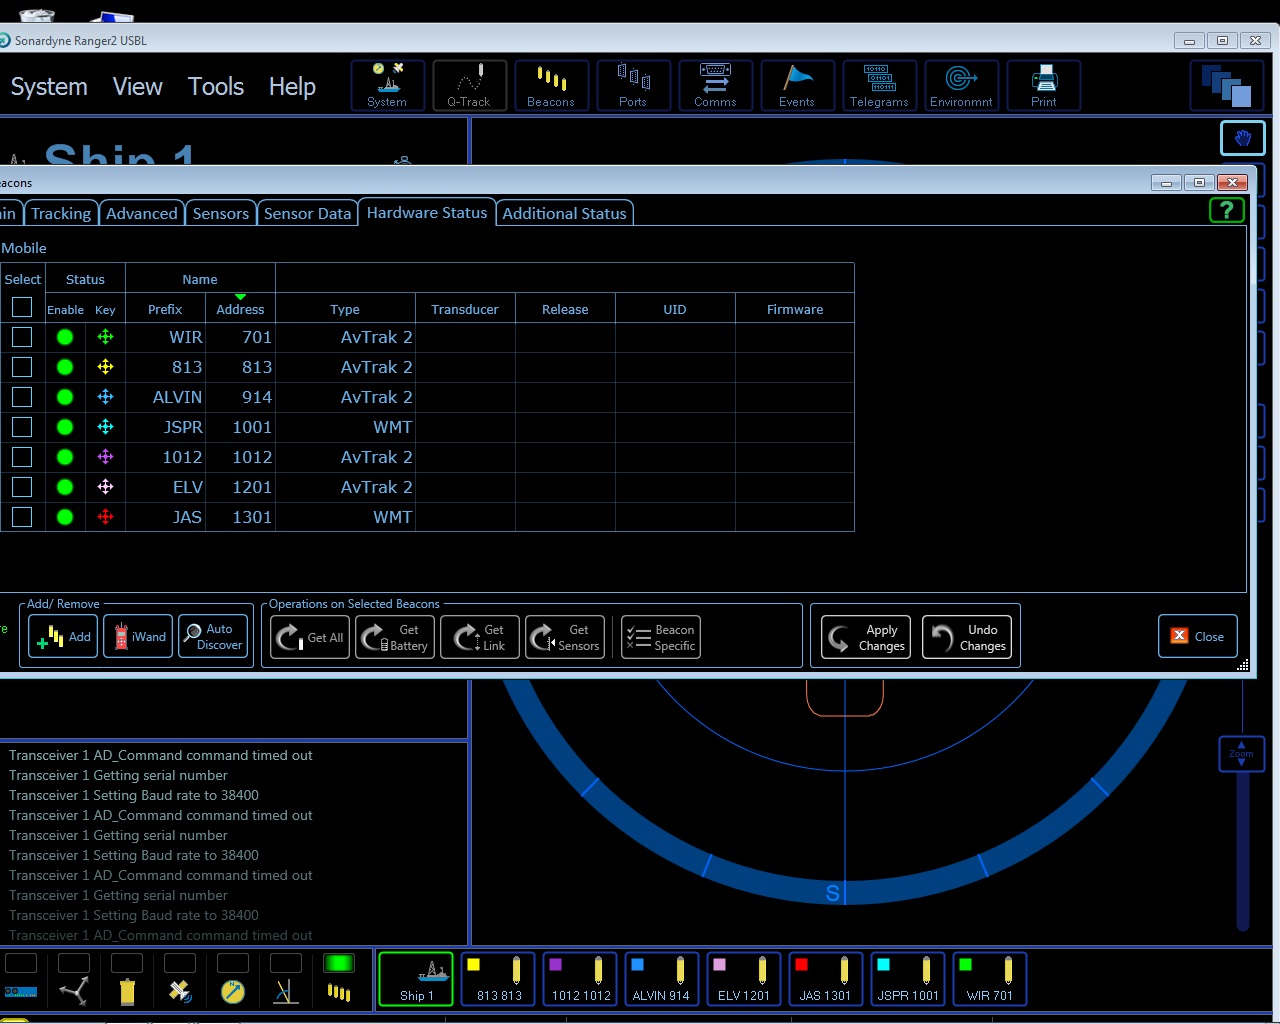 Sonardyne Ranger2 USBL
System View Tools Help
System Q-Track Beacons Ports Comms Events Telegrams Environmnt Print
Ship 1
eacons
in Tracking Advanced Sensors Sensor Data Hardware Status Additional Status ?
Mobile
Select Status Name
Enable Key Prefix Address Type Transducer Release UID Firmware
WIR 701 AvTrak 2
813 813 AvTrak 2
ALVIN 914 AvTrak 2
JSPR 1001 WMT
1012 1012 AvTrak 2
ELV 1201 AvTrak 2
JAS 1301 WMT
Add/ Remove Operations on Selected Beacons
re Add iWand Auto Discover Get All Get Battery Get Link Get Sensors Beacon Specific Apply Changes Undo Changes Close
Zoom
Transceiver 1 AD_Command command timed out
Transceiver 1 Getting serial number
Transceiver 1 Setting Baud rate to 38400
Transceiver 1 AD_Command command timed out
Transceiver 1 Getting serial number
Transceiver 1 Setting Baud rate to 38400
Transceiver 1 AD_Command command timed out
Transceiver 1 Getting serial number
Transceiver 1 Setting Baud rate to 38400
Transceiver 1 AD_Command command timed out
S
Ship 1 813 813 1012 1012 ALVIN 914 ELV 1201 JAS 1301 JSPR 1001 WIR 701